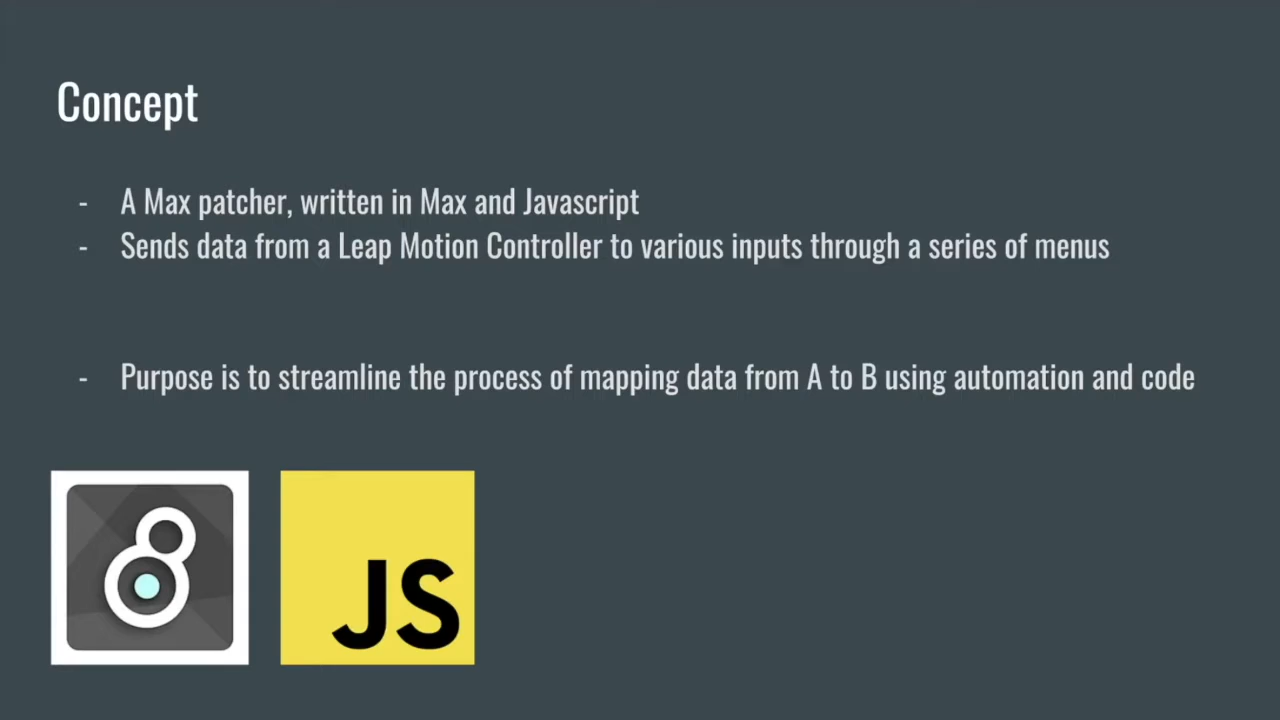 Concept
- A Max patcher, written in Max and Javascript
- Sends data from a Leap Motion Controller to various inputs through a series of menus
- Purpose is to streamline the process of mapping data from A to B using automation and code
8
JS